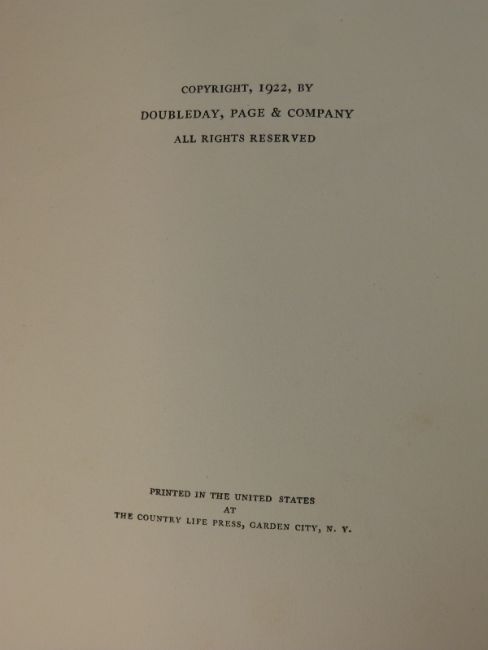 COPYRIGHT, 1922, BY
DOUBLEDAY, PAGE & COMPANY
ALL RIGHTS RESERVED
PRINTED IN THE UNITED STATES
AT
THE COUNTRY LIFE PRESS, GARDEN CITY, N. Y.